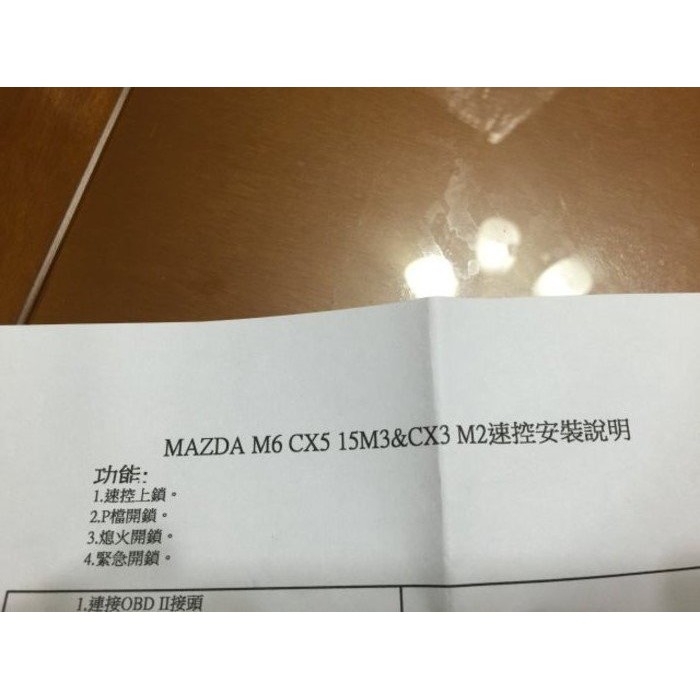 MAZDA M6 CX5 15M3&CX3 M2速控安裝說明
功能:
1.速控上鎖。
2.P檔開鎖。
3.熄火開鎖。
4.緊急開鎖。
1.連接OBD II接頭